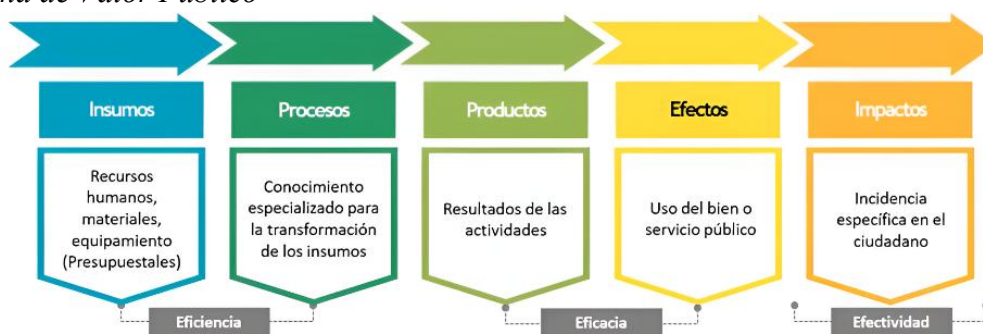 de Valor Público
Insumos
Procesos
Productos
Efectos
Impactos
Recursos
humanos,
materiales,
equipamiento
(Presupuestales)
Conocimiento
especializado para
la transformación
de los insumos
Resultados de las
actividades
Uso del bien o
servicio público
Incidencia
específica en el
ciudadano
Eficiencia
Eficacia
Efectividad